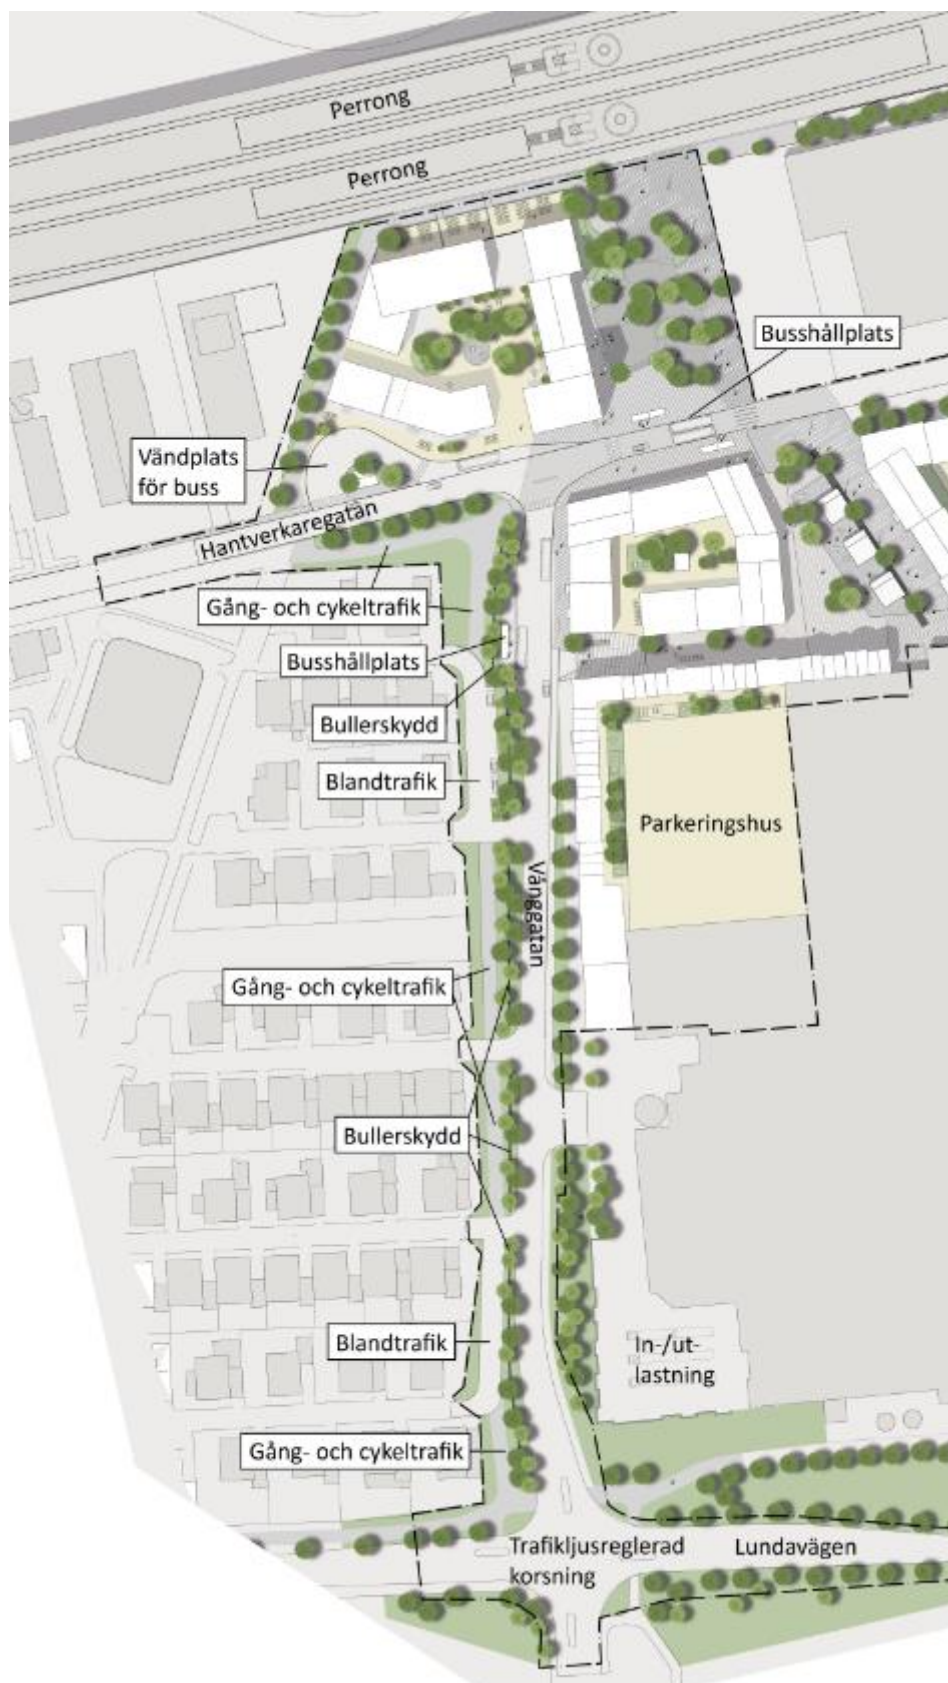 Perrong
Perrong
Busshållplats
Vändplats
för buss
Hantverkaregatan
Gång- och cykeltrafik
Busshållplats
Bullerskydd
Blandtrafik
Parkeringshus
Vånggatan
Gång- och cykeltrafik
Bullerskydd
Blandtrafik
In-/ut-
lastning
Gång- och cykeltrafik
Trafikljusreglerad
korsning
Lundavägen